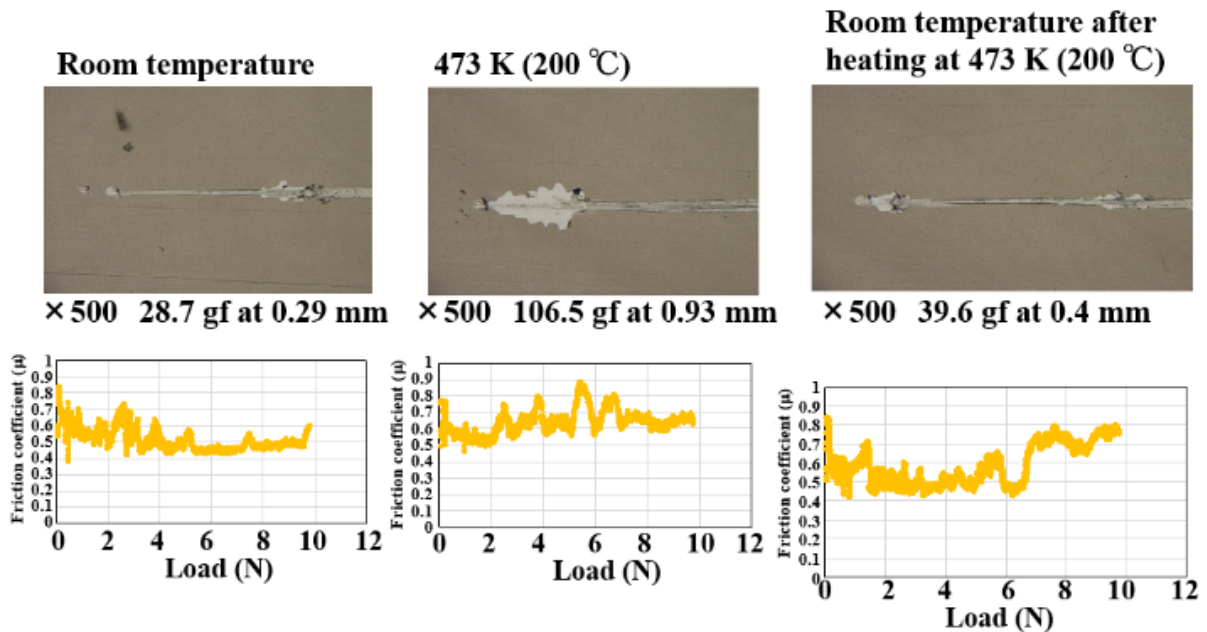 Room temperature
473 K (200 ℃)
Room temperature after
heating at 473 K (200 ℃)
×500 28.7 gf at 0.29 mm
×500 106.5 gf at 0.93 mm
×500 39.6 gf at 0.4 mm
Friction coefficient (μ)
1
0.9
0.8
0.7
0.6
0.5
0.4
0.3
0.2
0.1
0
0 2 4 6 8 10 12
Load (N)
Friction coefficient (μ)
1
0.9
0.8
0.7
0.6
0.5
0.4
0.3
0.2
0.1
0
0 2 4 6 8 10 12
Load (N)
Friction coefficient (μ)
1
0.9
0.8
0.7
0.6
0.5
0.4
0.3
0.2
0.1
0
0 2 4 6 8 10 12
Load (N)